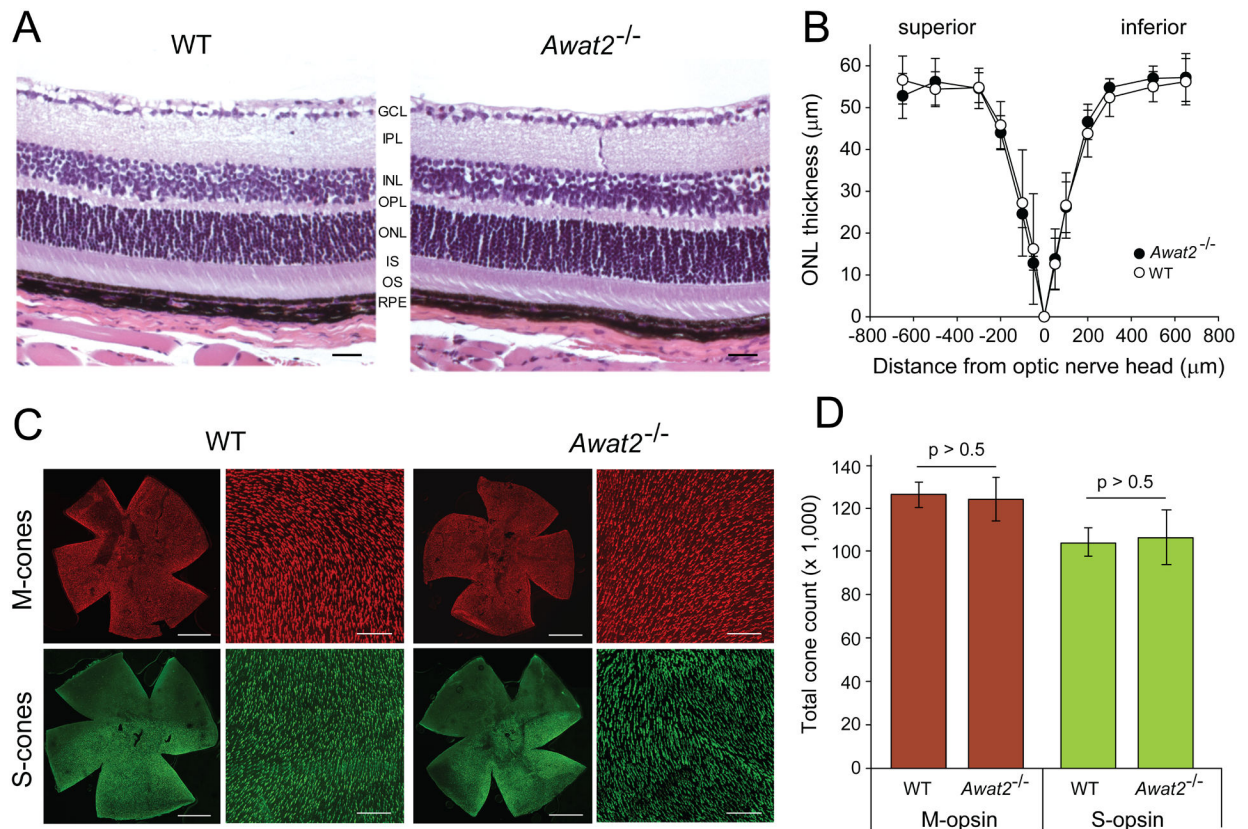 A
WT
Awat2-/-
GCL
IPL
INL
OPL
ONL
IS
OS
RPE
B
superior
inferior
60
50
40
30
20
10
0
ONL thickness (μm)
Awat2-/-
WT
-800 -600 -400 -200 0 200 400 600 800
Distance from optic nerve head (μm)
C
WT
Awat2-/-
M-cones
S-cones
D
140
120
100
80
60
40
20
0
Total cone count (x 1,000)
p > 0.5
p > 0.5
WT Awat2-/- WT Awat2-/-
M-opsin S-opsin